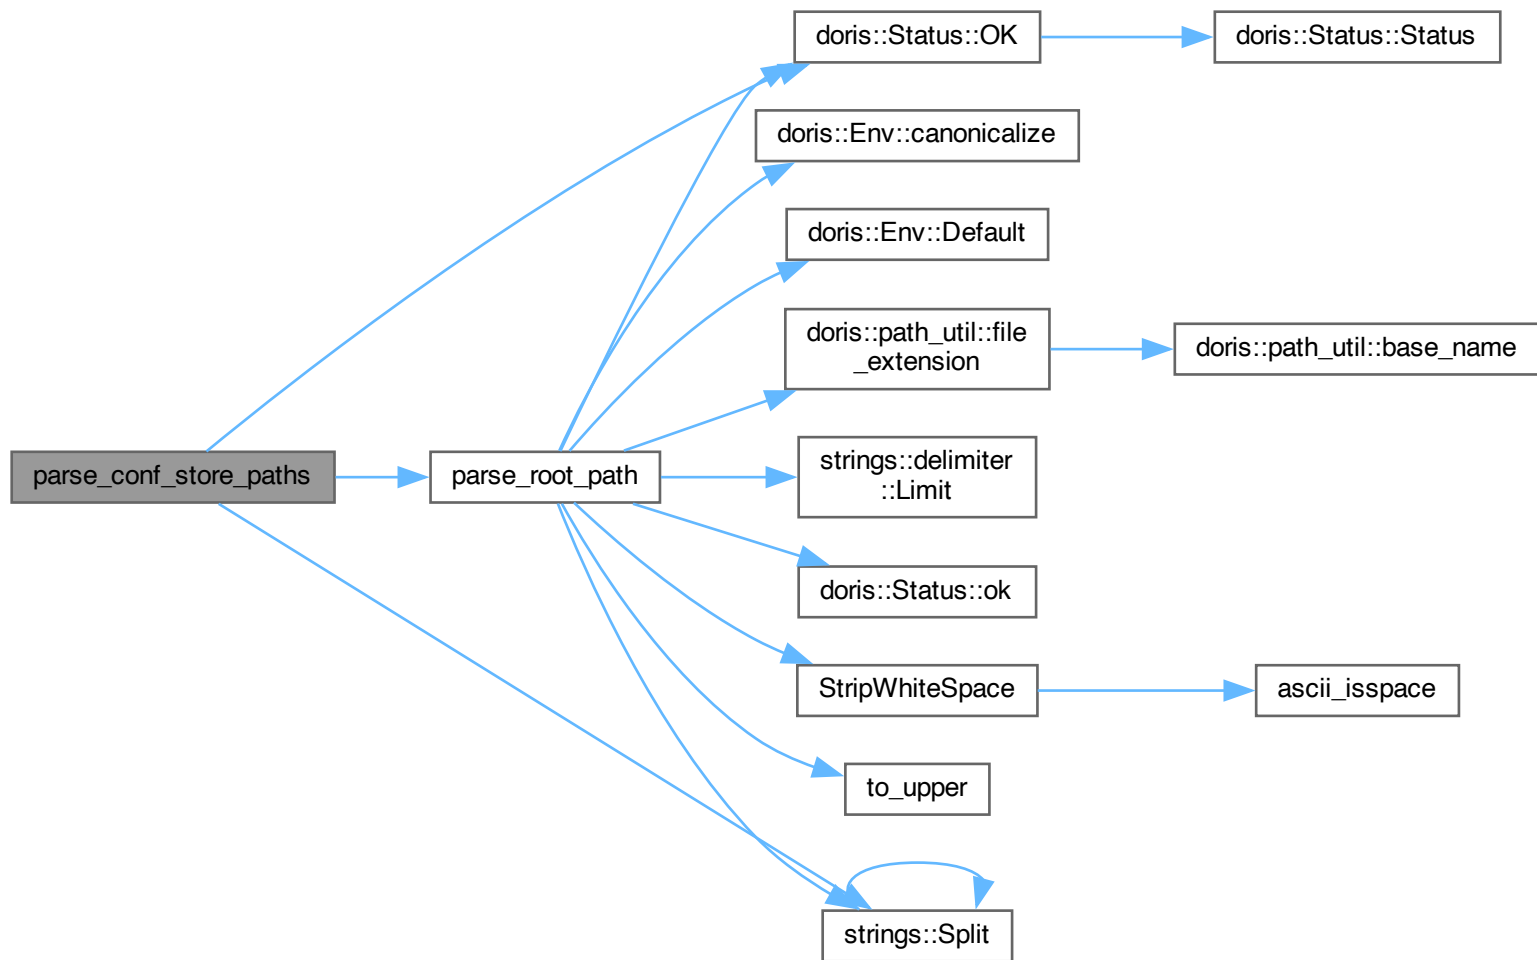 doris::Status::OK
doris::Status::Status
doris::Env::canonicalize
doris::Env::Default
doris::path_util::file
_extension
doris::path_util::base_name
parse_conf_store_paths
parse_root_path
strings::delimiter
::Limit
doris::Status::ok
StripWhiteSpace
ascii_isspace
to_upper
strings::Split